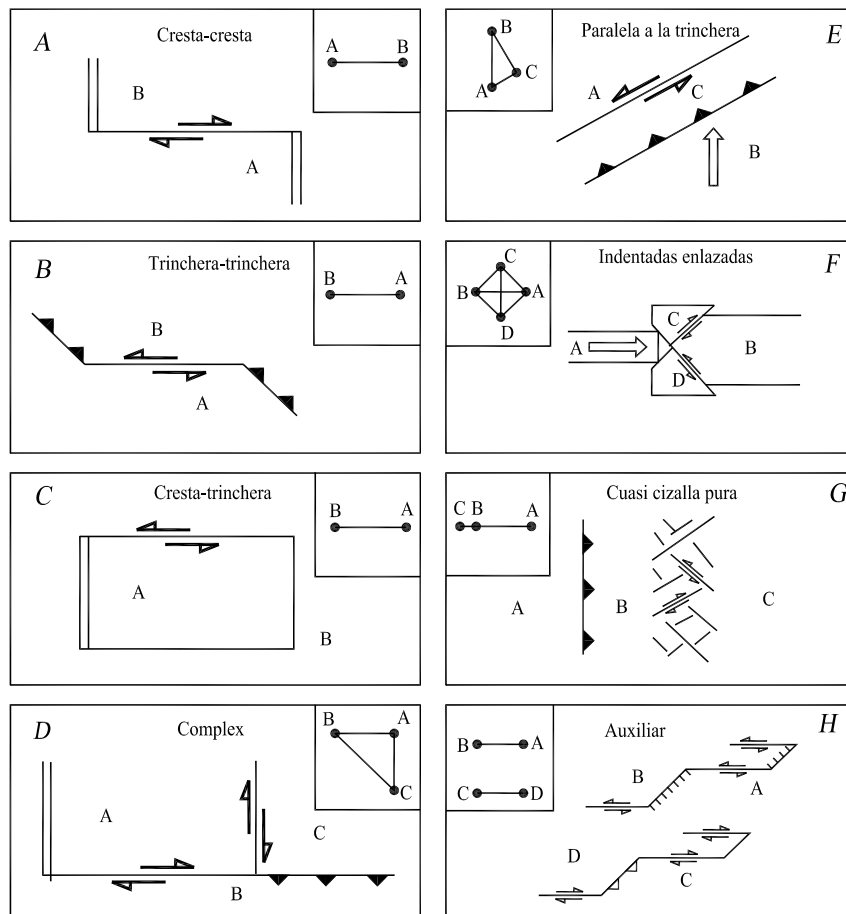 A
Cresta-cresta
A B
B
A
B
Trinchera-trinchera
B A
B
A
C
Cresta-trinchera
B A
A
B
D
Complex
B A
C
A
C
B
E
Paralela a la trinchera
B
C
A
A
C
B
F
Indentadas enlazadas
C
B A
D
C
A
B
D
G
Cuasi cizalla pura
C B A
A
B
C
H
Auxiliar
B A
C D
B
A
D
C